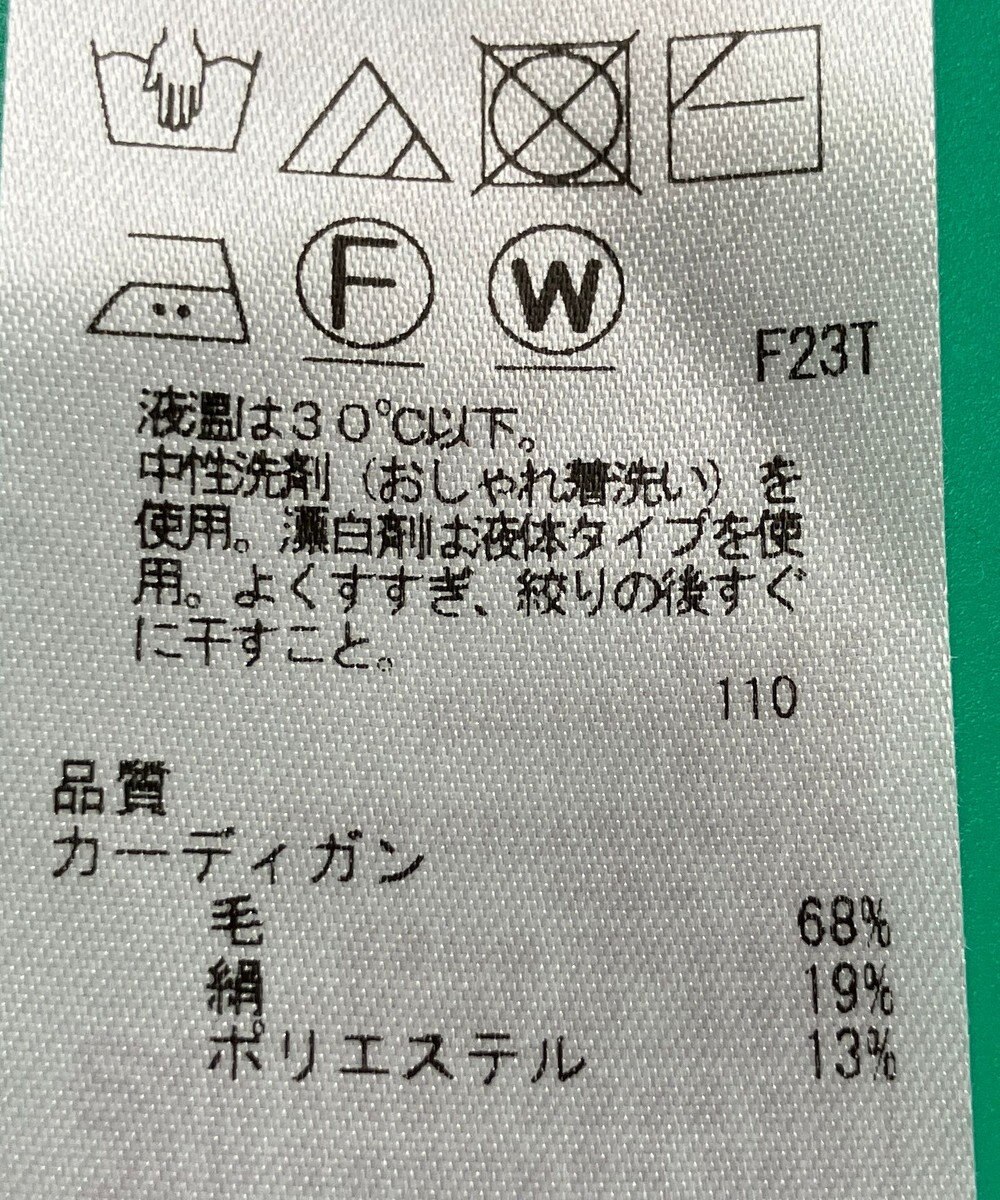 F
W
F23T
液温は30℃以下。
中性洗剤(おしゃれ着洗い)を
使用。漂白剤は液体タイプを使
用。よくすすぎ、絞りの後すぐ
に干すこと。
110
品質
カーディガン
毛 68%
絹 19%
ポリエステル 13%